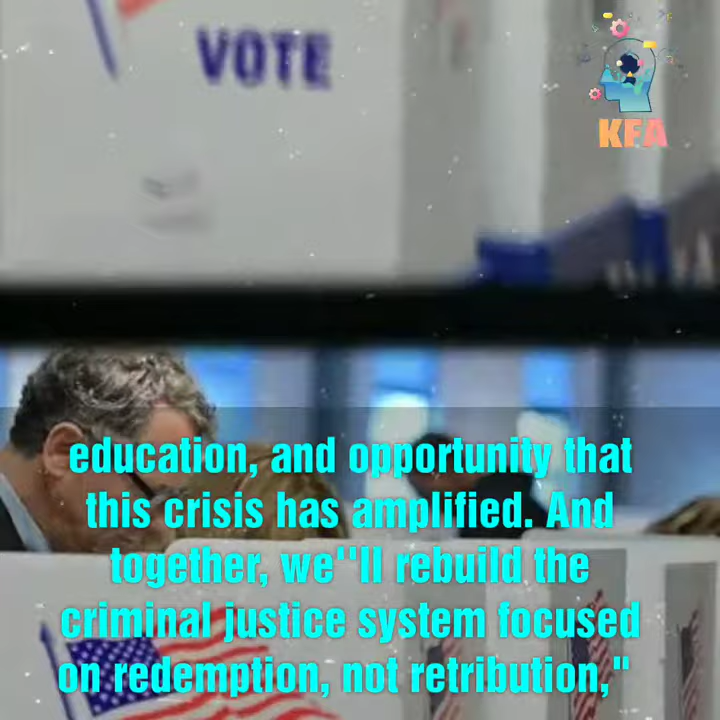 VOTE
KFA
education, and opportunity that
this crisis has amplified. And
together, we''ll rebuild the
criminal justice system focused
on redemption, not retribution,"